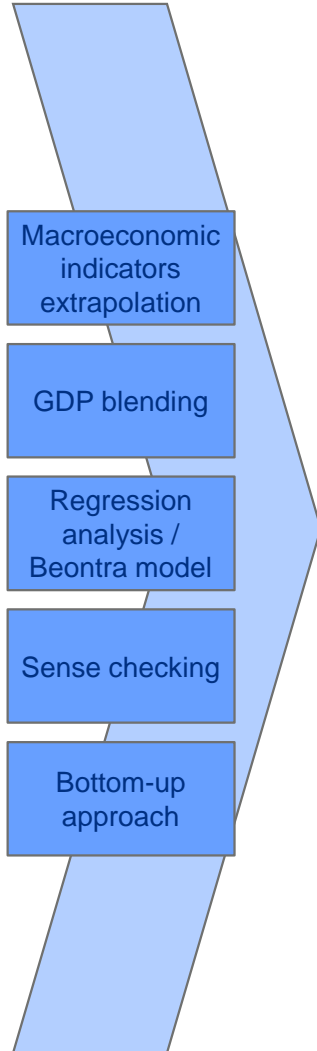 Macroeconomic
indicators
extrapolation
GDP blending
Regression
analysis /
Beontra model
Sense checking
Bottom-up
approach